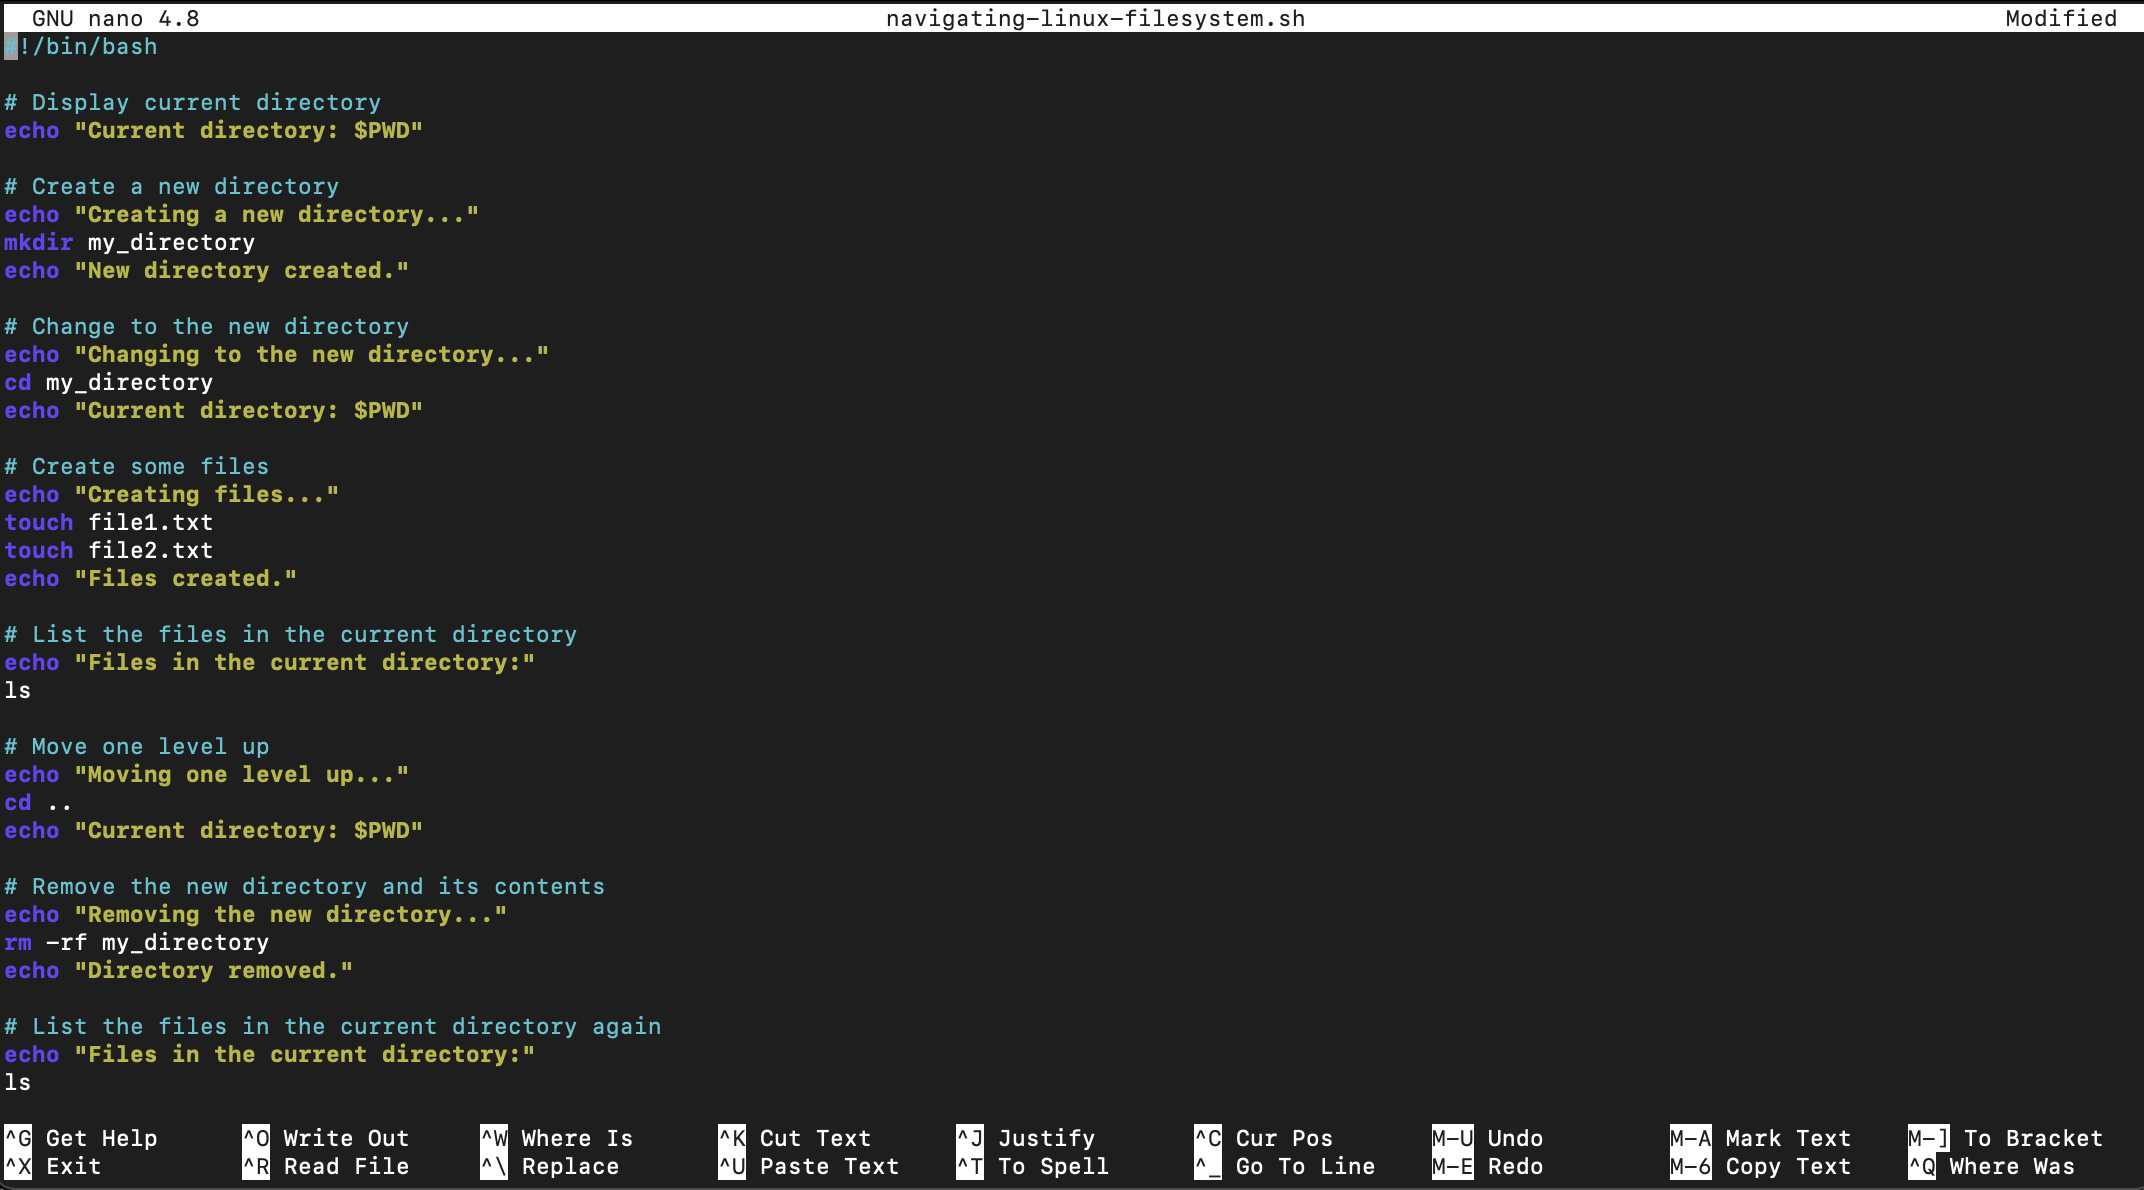 GNU nano 4.8 navigating-linux-filesystem.sh Modified
#!/bin/bash

# Display current directory
echo "Current directory: $PWD"

# Create a new directory
echo "Creating a new directory..."
mkdir my_directory
echo "New directory created."

# Change to the new directory
echo "Changing to the new directory..."
cd my_directory
echo "Current directory: $PWD"

# Create some files
echo "Creating files..."
touch file1.txt
touch file2.txt
echo "Files created."

# List the files in the current directory
echo "Files in the current directory:"
ls

# Move one level up
echo "Moving one level up..."
cd ..
echo "Current directory: $PWD"

# Remove the new directory and its contents
echo "Removing the new directory..."
rm -rf my_directory
echo "Directory removed."

# List the files in the current directory again
echo "Files in the current directory:"
ls

^G Get Help ^O Write Out ^W Where Is ^K Cut Text ^J Justify ^C Cur Pos M-U Undo M-A Mark Text M-] To Bracket
^X Exit ^R Read File ^\ Replace ^U Paste Text ^T To Spell ^_ Go To Line M-E Redo M-6 Copy Text ^Q Where Was